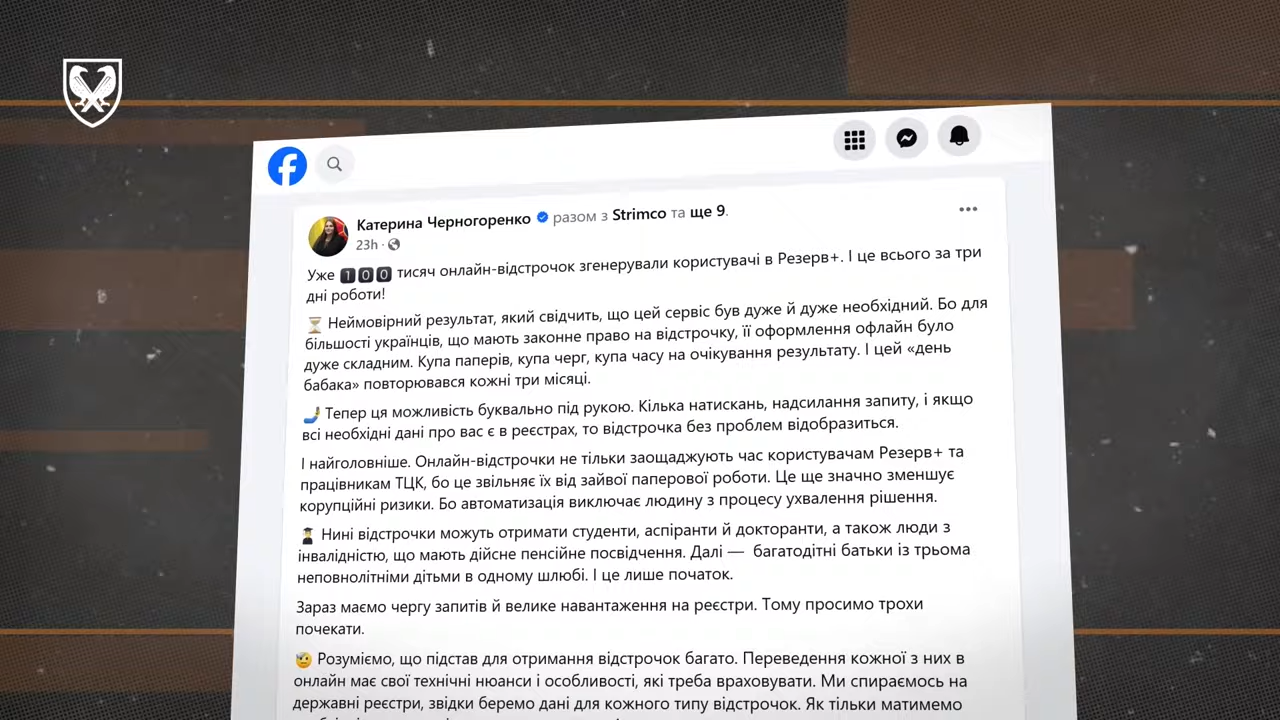 Катерина Черногоренко разом з Strimco та ще 9.
23h ·
Уже 100 тисяч онлайн-відстрочок згенерували користувачі в Резерв+. І це всього за три
дні роботи!
⏳ Неймовірний результат, який свідчить, що цей сервіс був дуже й дуже необхідний. Бо для
більшості українців, що мають законне право на відстрочку, її оформлення офлайн було
дуже складним. Купа паперів, купа черг, купа часу на очікування результату. І цей «день
бабака» повторювався кожні три місяці.
🤳 Тепер ця можливість буквально під рукою. Кілька натискань, надсилання запиту, і якщо
всі необхідні дані про вас є в реєстрах, то відстрочка без проблем відобразиться.
І найголовніше. Онлайн-відстрочки не тільки заощаджують час користувачам Резерв+ та
працівникам ТЦК, бо це звільняє їх від зайвої паперової роботи. Це ще значно зменшує
корупційні ризики. Бо автоматизація виключає людину з процесу ухвалення рішення.
👨‍🎓 Нині відстрочки можуть отримати студенти, аспіранти й докторанти, а також люди з
інвалідністю, що мають дійсне пенсійне посвідчення. Далі — багатодітні батьки із трьома
неповнолітніми дітьми в одному шлюбі. І це лише початок.
Зараз маємо чергу запитів й велике навантаження на реєстри. Тому просимо трохи
почекати.
🤕 Розуміємо, що підстав для отримання відстрочок багато. Переведення кожної з них в
онлайн має свої технічні нюанси і особливості, які треба враховувати. Ми спираємось на
державні реєстри, звідки беремо дані для кожного типу відстрочок. Як тільки матимемо